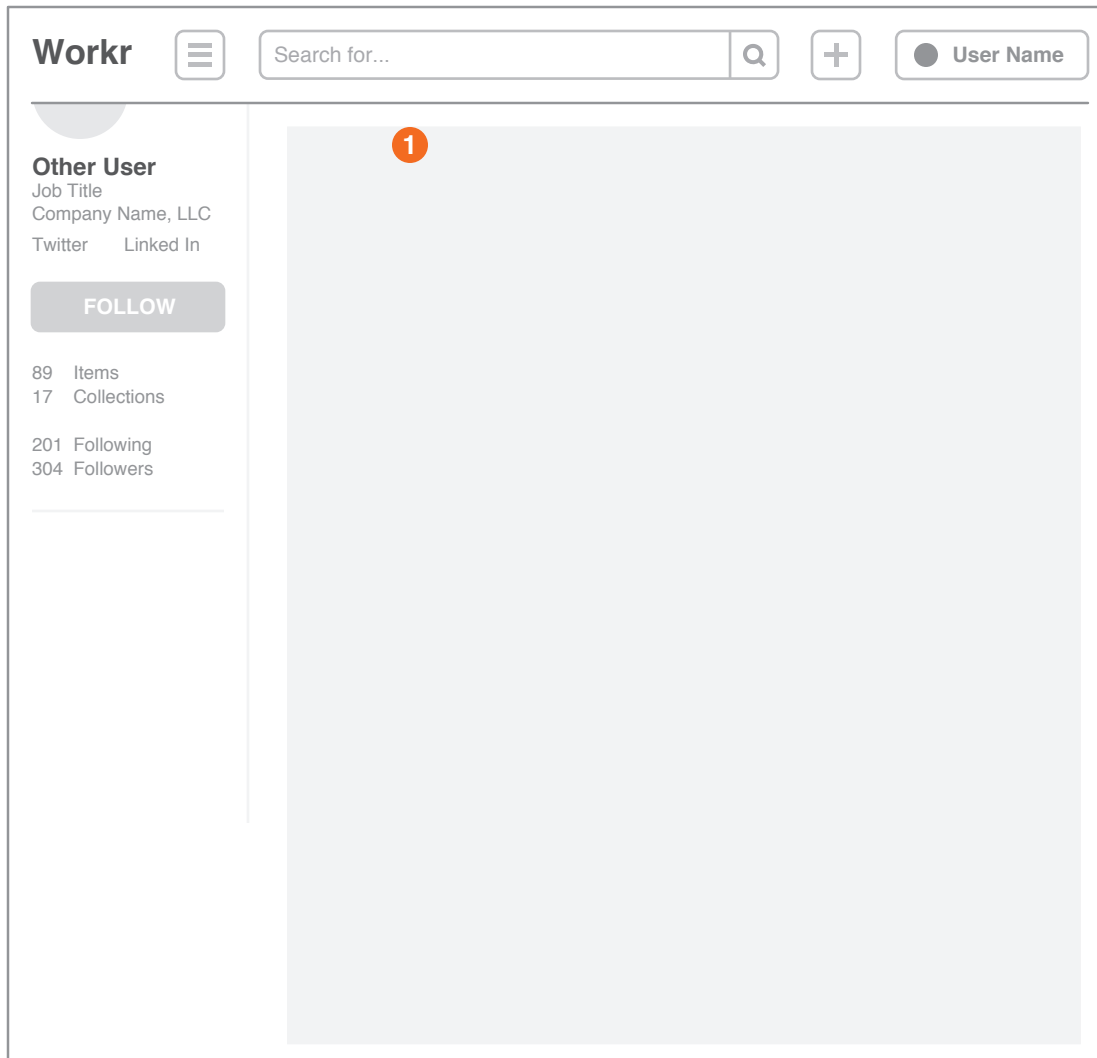 Workr
Search for...
User Name
1
Other User
Job Title
Company Name, LLC
Twitter Linked In
FOLLOW
89 Items
17 Collections
201 Following
304 Followers